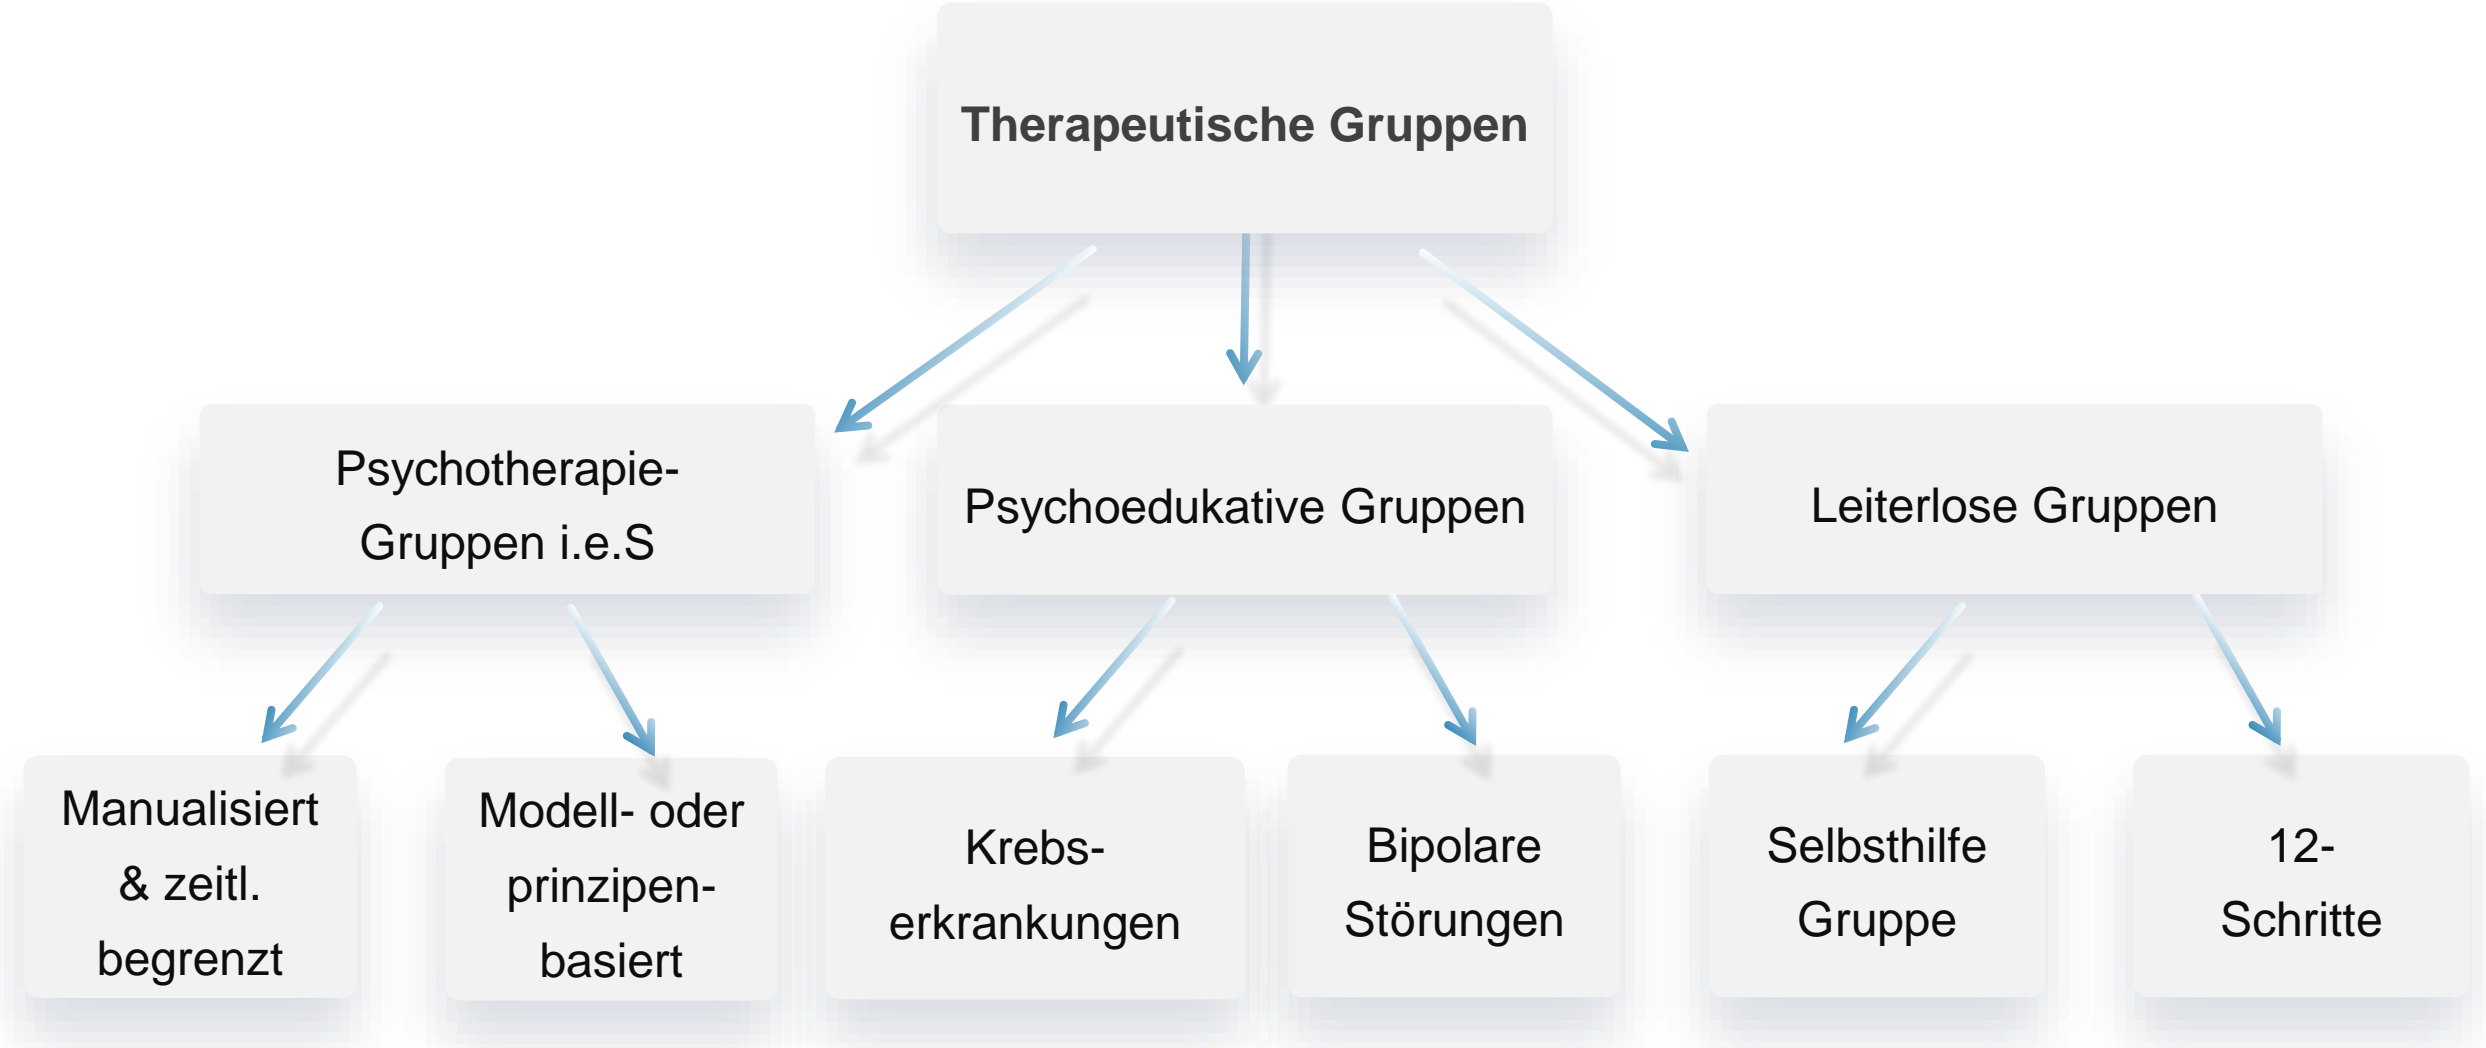 Therapeutische Gruppen
Psychotherapie-
Gruppen i.e.S
Psychoedukative Gruppen
Leiterlose Gruppen
Manualisiert
& zeitl.
begrenzt
Modell- oder
prinzipen-
basiert
Krebs-
erkrankungen
Bipolare
Störungen
Selbsthilfe
Gruppe
12-
Schritte